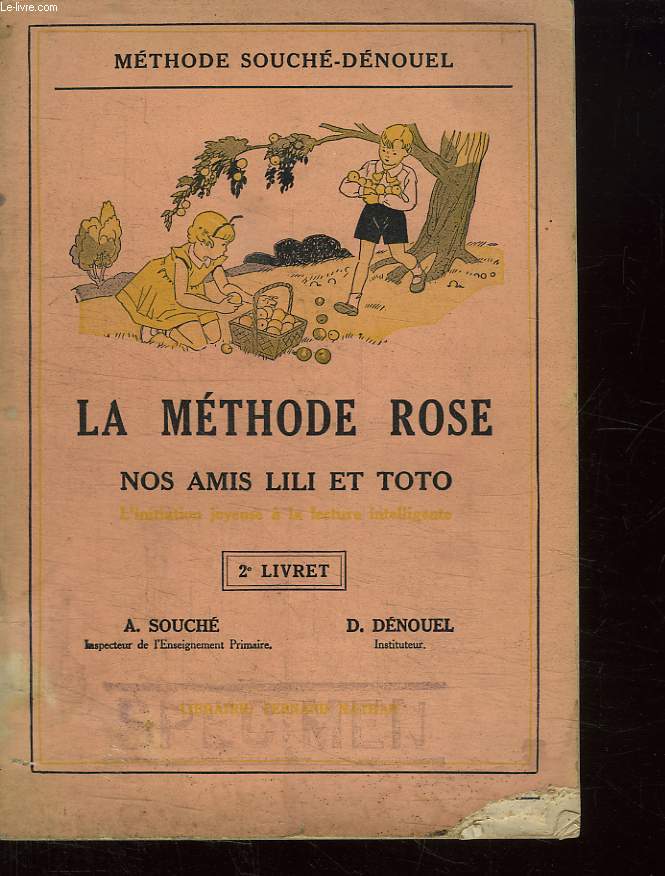 Le-livre.com
MÉTHODE SOUCHÉ-DÉNOUEL
LA MÉTHODE ROSE
NOS AMIS LILI ET TOTO
L'initiation joyeuse à la lecture intelligente
2e LIVRET
A. SOUCHÉ
Inspecteur de l'Enseignement Primaire.
D. DÉNOUEL
Instituteur.
LIBRAIRIE FERNAND NATHAN
SPECIMEN